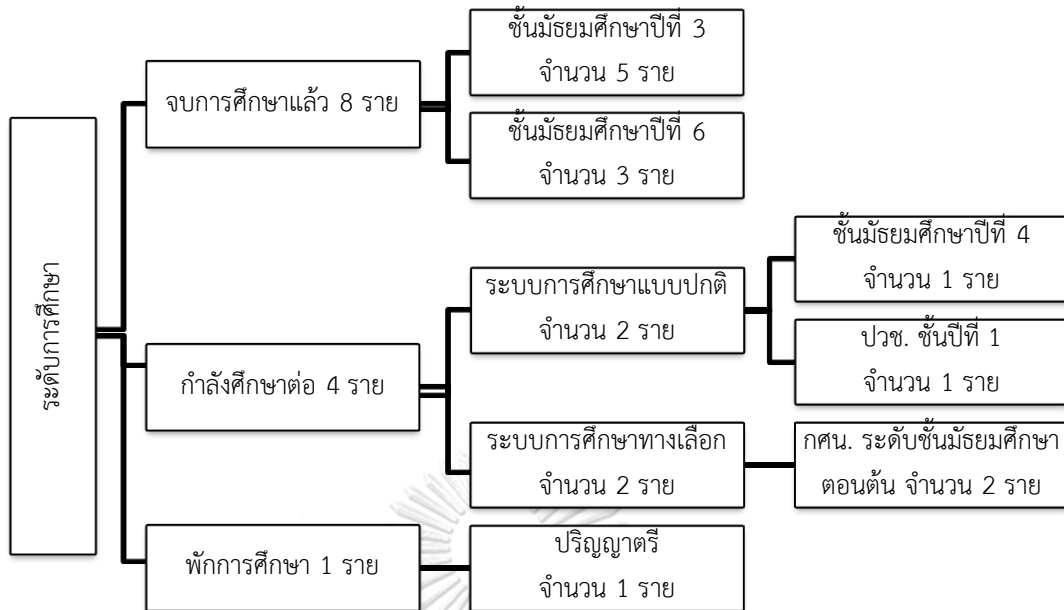 ระดับการศึกษา
จบการศึกษาแล้ว 8 ราย
ชั้นมัธยมศึกษาปีที่ 3
จำนวน 5 ราย
ชั้นมัธยมศึกษาปีที่ 6
จำนวน 3 ราย
กำลังศึกษาต่อ 4 ราย
ระบบการศึกษาแบบปกติ
จำนวน 2 ราย
ชั้นมัธยมศึกษาปีที่ 4
จำนวน 1 ราย
ปวช. ชั้นปีที่ 1
จำนวน 1 ราย
ระบบการศึกษาทางเลือก
จำนวน 2 ราย
กศน. ระดับชั้นมัธยมศึกษา
ตอนต้น จำนวน 2 ราย
พักการศึกษา 1 ราย
ปริญญาตรี
จำนวน 1 ราย